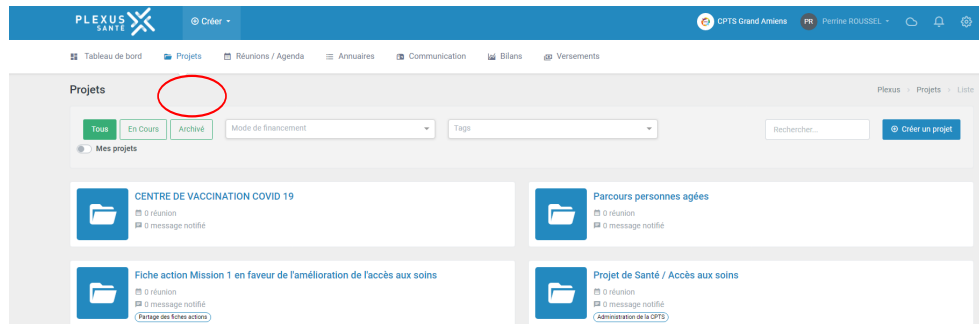 PLEXUS SANTÉ
Créer
CPTS Grand Amiens
PR Perrine ROUSSEL
Tableau de bord Projets Réunions / Agenda Annuaires Communication Bilans Versements
Projets
Plexus Projets Liste
Tous En Cours Archivé Mode de financement Tags Rechercher... Créer un projet
Mes projets
CENTRE DE VACCINATION COVID 19
0 réunion
0 message notifié
Parcours personnes agées
0 réunion
0 message notifié
Fiche action Mission 1 en faveur de l'amélioration de l'accès aux soins
0 réunion
0 message notifié
Partage des fiches actions
Projet de Santé / Accès aux soins
0 réunion
0 message notifié
Administration de la CPTS